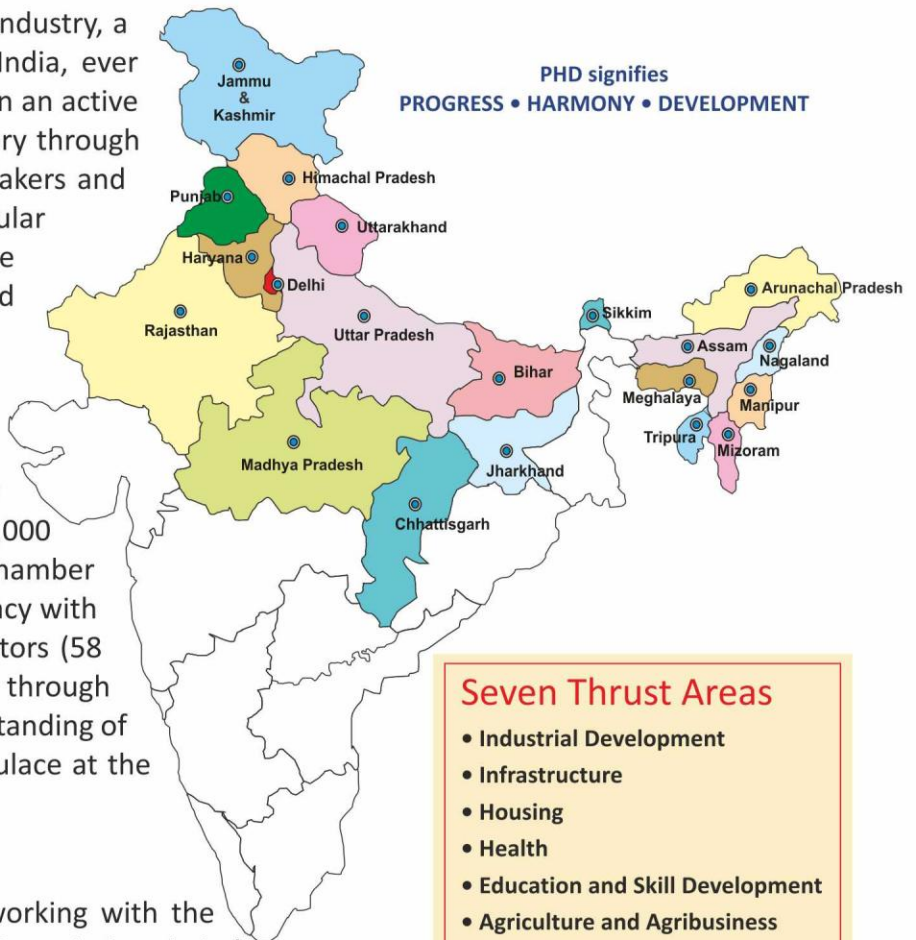 ndustry, a
India, ever
n an active
ry through
akers and
ular
e
d
000
hamber
ncy with
tors (58
through
tanding of
ulace at the
vorking with the
PHD signifies
PROGRESS • HARMONY • DEVELOPMENT
Jammu
&
Kashmir
Himachal Pradesh
Punjab
Uttarakhand
Haryana
Delhi
Rajasthan
Uttar Pradesh
Sikkim
Arunachal Pradesh
Assam
Nagaland
Bihar
Meghalaya
Manipur
Tripura
Mizoram
Madhya Pradesh
Jharkhand
Chhattisgarh
Seven Thrust Areas
• Industrial Development
• Infrastructure
• Housing
• Health
• Education and Skill Development
• Agriculture and Agribusiness